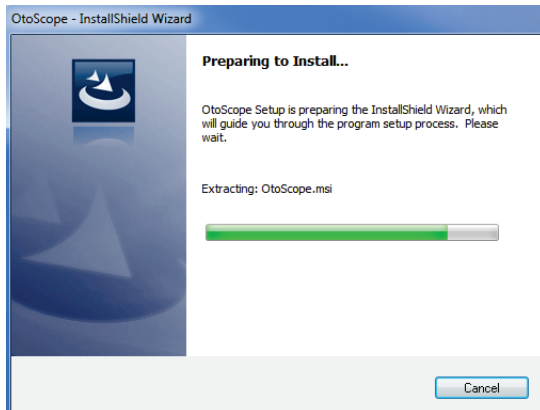 OtoScope - InstallShield Wizard
Preparing to Install...
OtoScope Setup is preparing the InstallShield Wizard, which
will guide you through the program setup process. Please
wait.
Extracting: OtoScope.msi
Cancel